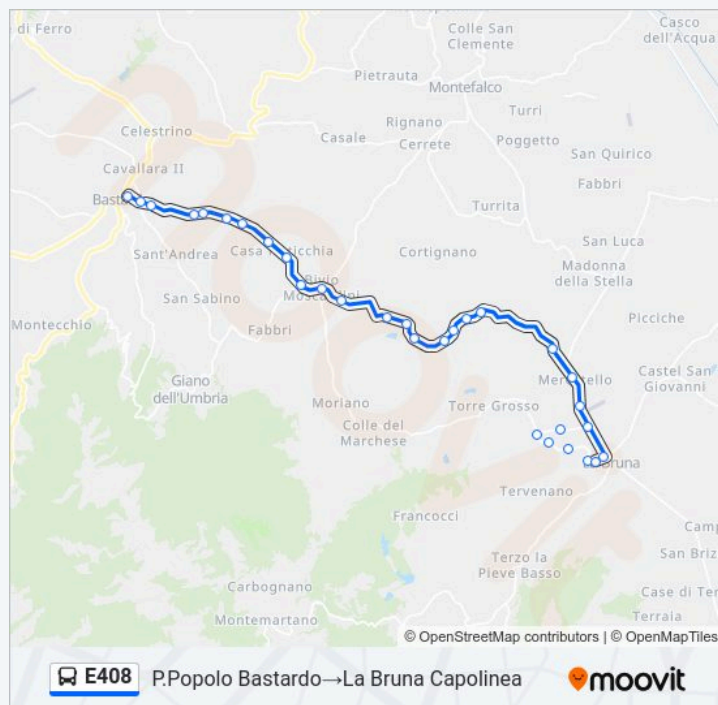 e di Ferro
Colle San
Clemente
Casco
dell'Acqua
Pietrauta
Montefalco
Turri
Celestrino
Rignano
Poggetto
Casale
Cerrete
San Quirico
Cavallara II
Fabbri
Turrita
Sant'Andrea
Cortignano
San Luca
Madonna
della Stella
Bivio
San Sabino
Montecchio
Fabbri
Picciche
Giano
dell'Umbria
Castel San
Giovanni
Moriano
Torre Grosso
Colle del
Marchese
Bruna
Tervenano
Francocci
Camp
Terzo la
Pieve Basso
San Briz
Carbognano
Case di Ter
Montemartano
Terraia
© OpenStreetMap contributors | © OpenMapTiles
E408 P.Popolo Bastardo→La Bruna Capolinea
moovit